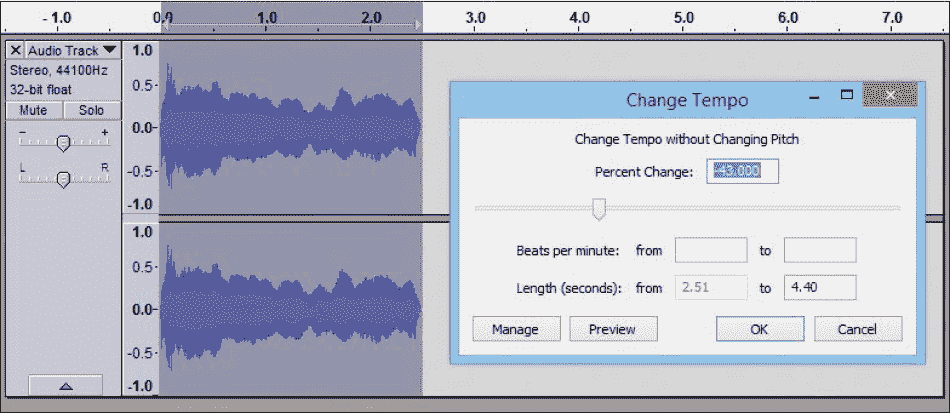 - 1.0 0.0 1.0 2.0 3.0 4.0 5.0 6.0 7.0
Audio Track
Stereo, 44100Hz
32-bit float
Mute Solo
- +
L R
1.0
0.5-
0.0-
-0.5-
-1.0
1.0
0.5-
0.0-
-0.5-
-1.0
Change Tempo
Change Tempo without Changing Pitch
Percent Change: -43.000
Beats per minute: from to
Length (seconds): from 2.51 to 4.40
Manage Preview OK Cancel